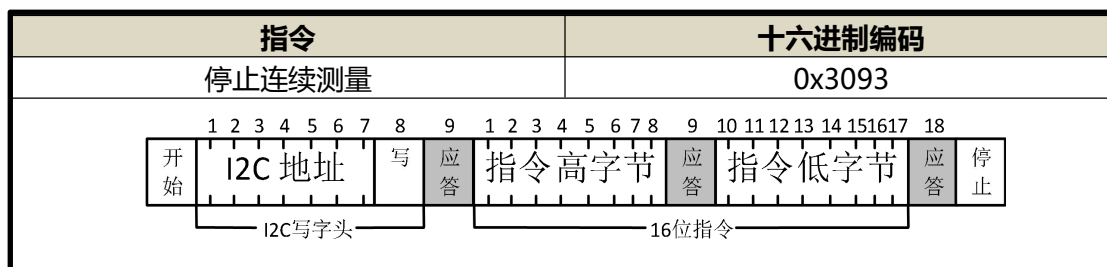 指令 十六进制编码
停止连续测量 0x3093
1 2 3 4 5 6 7 8 9 1 2 3 4 5 6 7 8 9 10 11 12 13 14 15 16 17 18
开始 I2C 地址 写 应答 指令高字节 应答 指令低字节 应答 停止
I2C写字头 16位指令